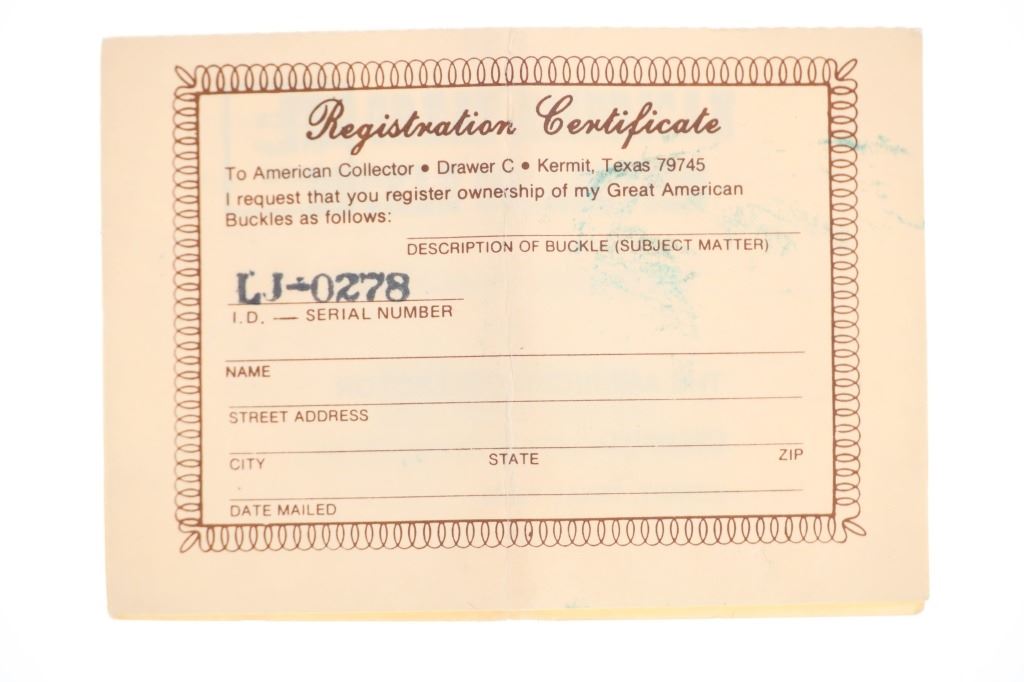 Registration Certificate
To American Collector • Drawer C • Kermit, Texas 79745
I request that you register ownership of my Great American
Buckles as follows:
DESCRIPTION OF BUCKLE (SUBJECT MATTER)
LJ-0278
I.D. — SERIAL NUMBER
NAME
STREET ADDRESS
CITY STATE ZIP
DATE MAILED